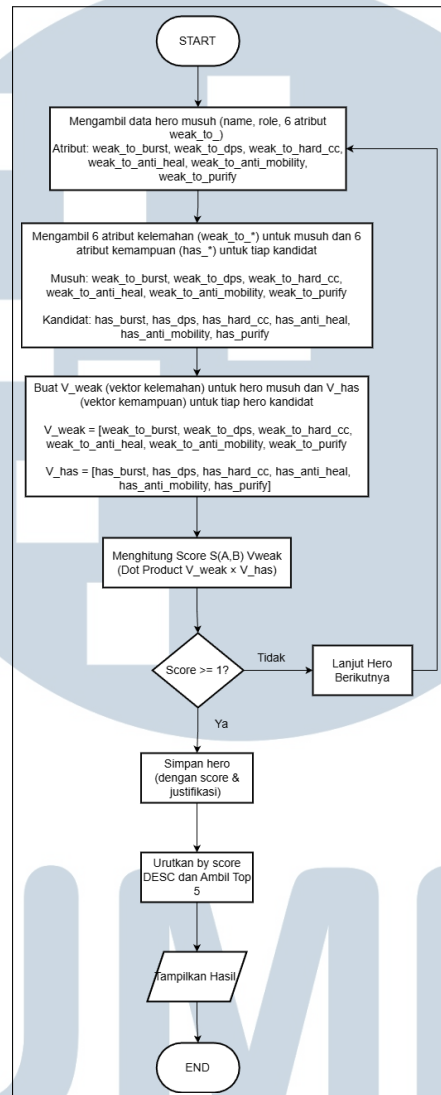 START
Mengambil data hero musuh (name, role, 6 atribut
weak_to_)
Atribut: weak_to_burst, weak_to_dps, weak_to_hard_cc,
weak_to_anti_heal, weak_to_anti_mobility,
weak_to_purify
Mengambil 6 atribut kelemahan (weak_to_*) untuk musuh dan 6
atribut kemampuan (has_*) untuk tiap kandidat
Musuh: weak_to_burst, weak_to_dps, weak_to_hard_cc,
weak_to_anti_heal, weak_to_anti_mobility, weak_to_purify
Kandidat: has_burst, has_dps, has_hard_cc, has_anti_heal,
has_anti_mobility, has_purify
Buat V_weak (vektor kelemahan) untuk hero musuh dan V_has
(vektor kemampuan) untuk tiap hero kandidat
V_weak = [weak_to_burst, weak_to_dps, weak_to_hard_cc,
weak_to_anti_heal, weak_to_anti_mobility, weak_to_purify
V_has = [has_burst, has_dps, has_hard_cc, has_anti_heal,
has_anti_mobility, has_purify]
Menghitung Score S(A,B) Vweak
(Dot Product V_weak × V_has)
Score >= 1?
Tidak
Lanjut Hero
Berikutnya
Ya
Simpan hero
(dengan score &
justifikasi)
Urutkan by score
DESC dan Ambil Top
5
Tampilkan Hasil
END
UM